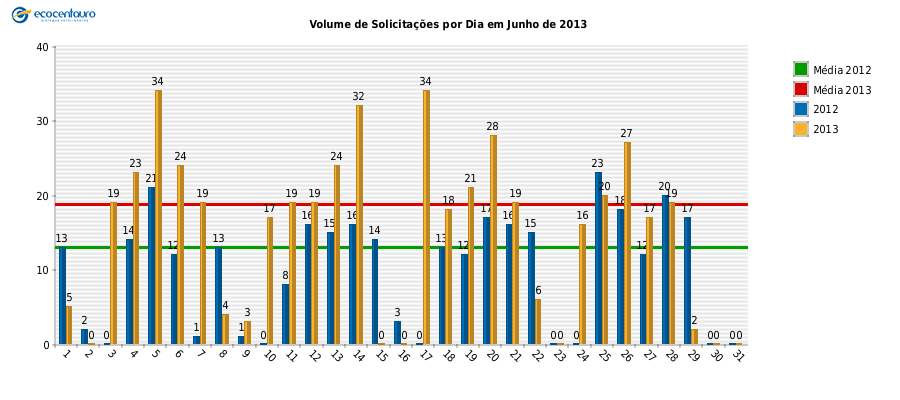 ecocentauro
Volume de Solicitações por Dia em Junho de 2013
40
30
20
10
0
13 5 2 0 0 19 14 23 21 34 12 24 1 19 13 4 1 3 0 17 8 19 16 19 15 24 16 32 14 0 3 0 0 34 13 18 12 21 17 28 16 19 15 6 0 0 0 16 23 20 18 27 12 17 20 19 17 2 0 0 0 0
1 2 3 4 5 6 7 8 9 10 11 12 13 14 15 16 17 18 19 20 21 22 23 24 25 26 27 28 29 30 31
Média 2012
Média 2013
2012
2013